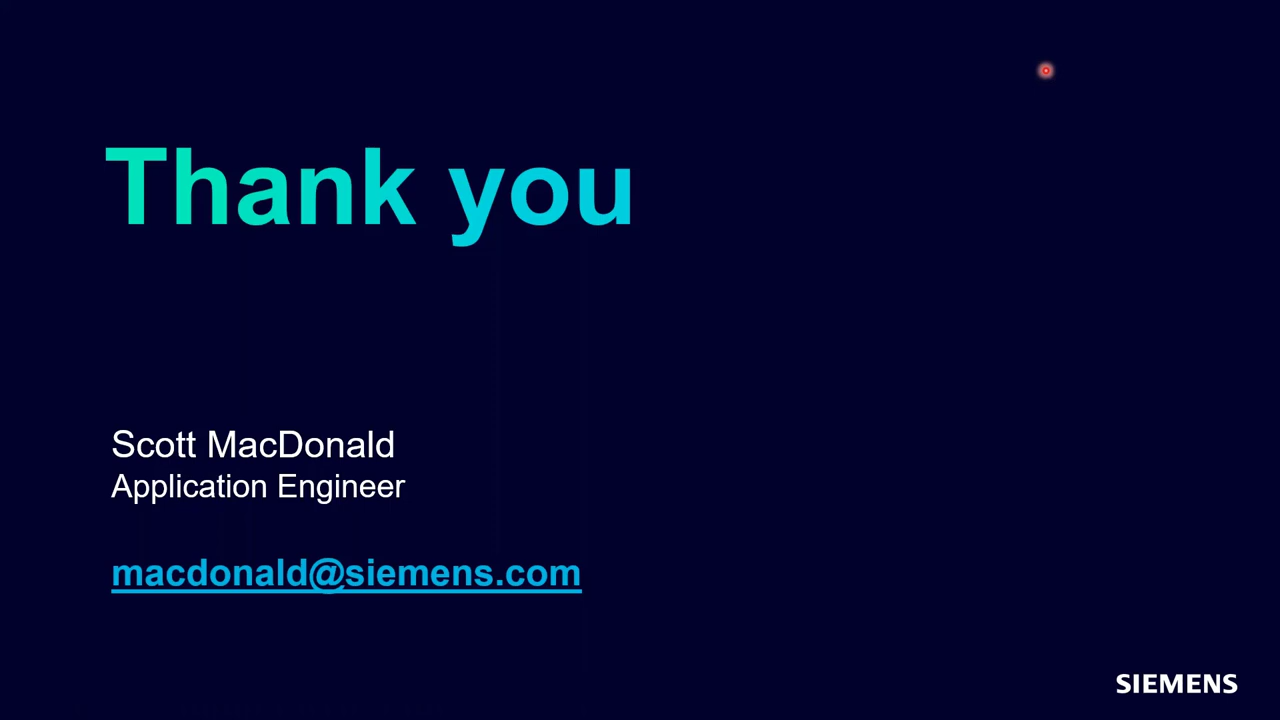 Thank you
Scott MacDonald
Application Engineer
macdonald@siemens.com
SIEMENS